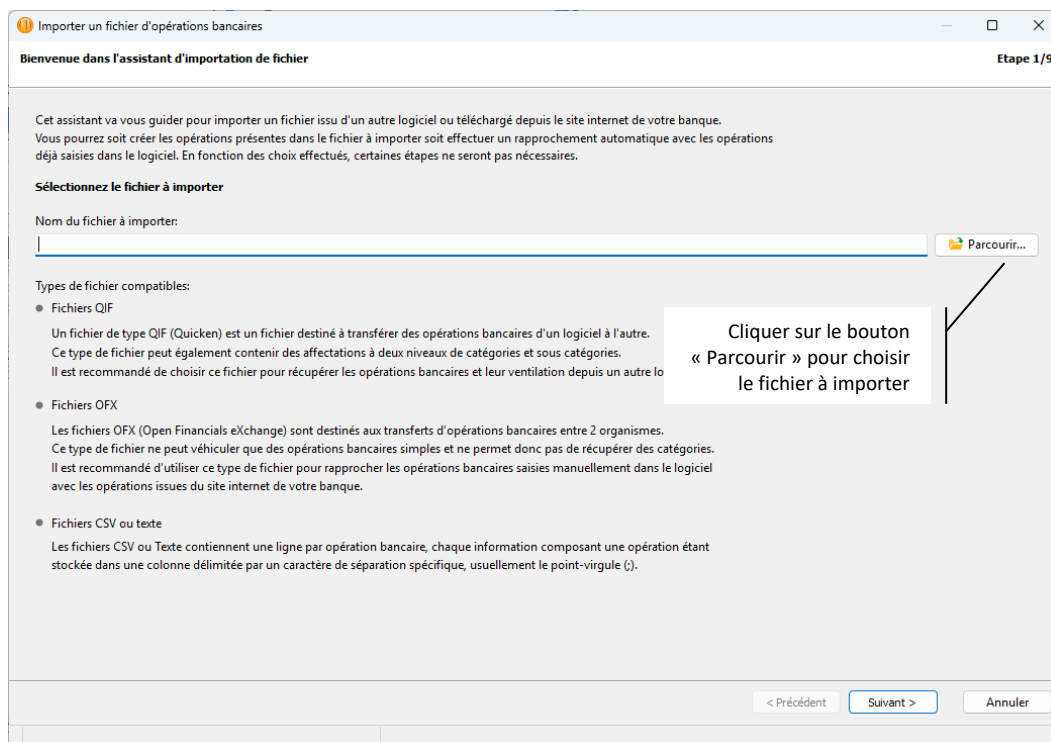 Importer un fichier d'opérations bancaires
Bienvenue dans l'assistant d'importation de fichier
Etape 1/9
Cet assistant va vous guider pour importer un fichier issu d'un autre logiciel ou téléchargé depuis le site internet de votre banque.
Vous pourrez soit créer les opérations présentes dans le fichier à importer soit effectuer un rapprochement automatique avec les opérations
déjà saisies dans le logiciel. En fonction des choix effectués, certaines étapes ne seront pas nécessaires.
Sélectionnez le fichier à importer
Nom du fichier à importer:
Parcourir...
Types de fichier compatibles:
Fichiers QIF
Un fichier de type QIF (Quicken) est un fichier destiné à transférer des opérations bancaires d'un logiciel à l'autre.
Ce type de fichier peut également contenir des affectations à deux niveaux de catégories et sous catégories.
Il est recommandé de choisir ce fichier pour récupérer les opérations bancaires et leur ventilation depuis un autre lo
Cliquer sur le bouton
« Parcourir » pour choisir
le fichier à importer
Fichiers OFX
Les fichiers OFX (Open Financials eXchange) sont destinés aux transferts d'opérations bancaires entre 2 organismes.
Ce type de fichier ne peut véhiculer que des opérations bancaires simples et ne permet donc pas de récupérer des catégories.
Il est recommandé d'utiliser ce type de fichier pour rapprocher les opérations bancaires saisies manuellement dans le logiciel
avec les opérations issues du site internet de votre banque.
Fichiers CSV ou texte
Les fichiers CSV ou Texte contiennent une ligne par opération bancaire, chaque information composant une opération étant
stockée dans une colonne délimitée par un caractère de séparation spécifique, usuellement le point-virgule (;).
< Précédent
Suivant >
Annuler